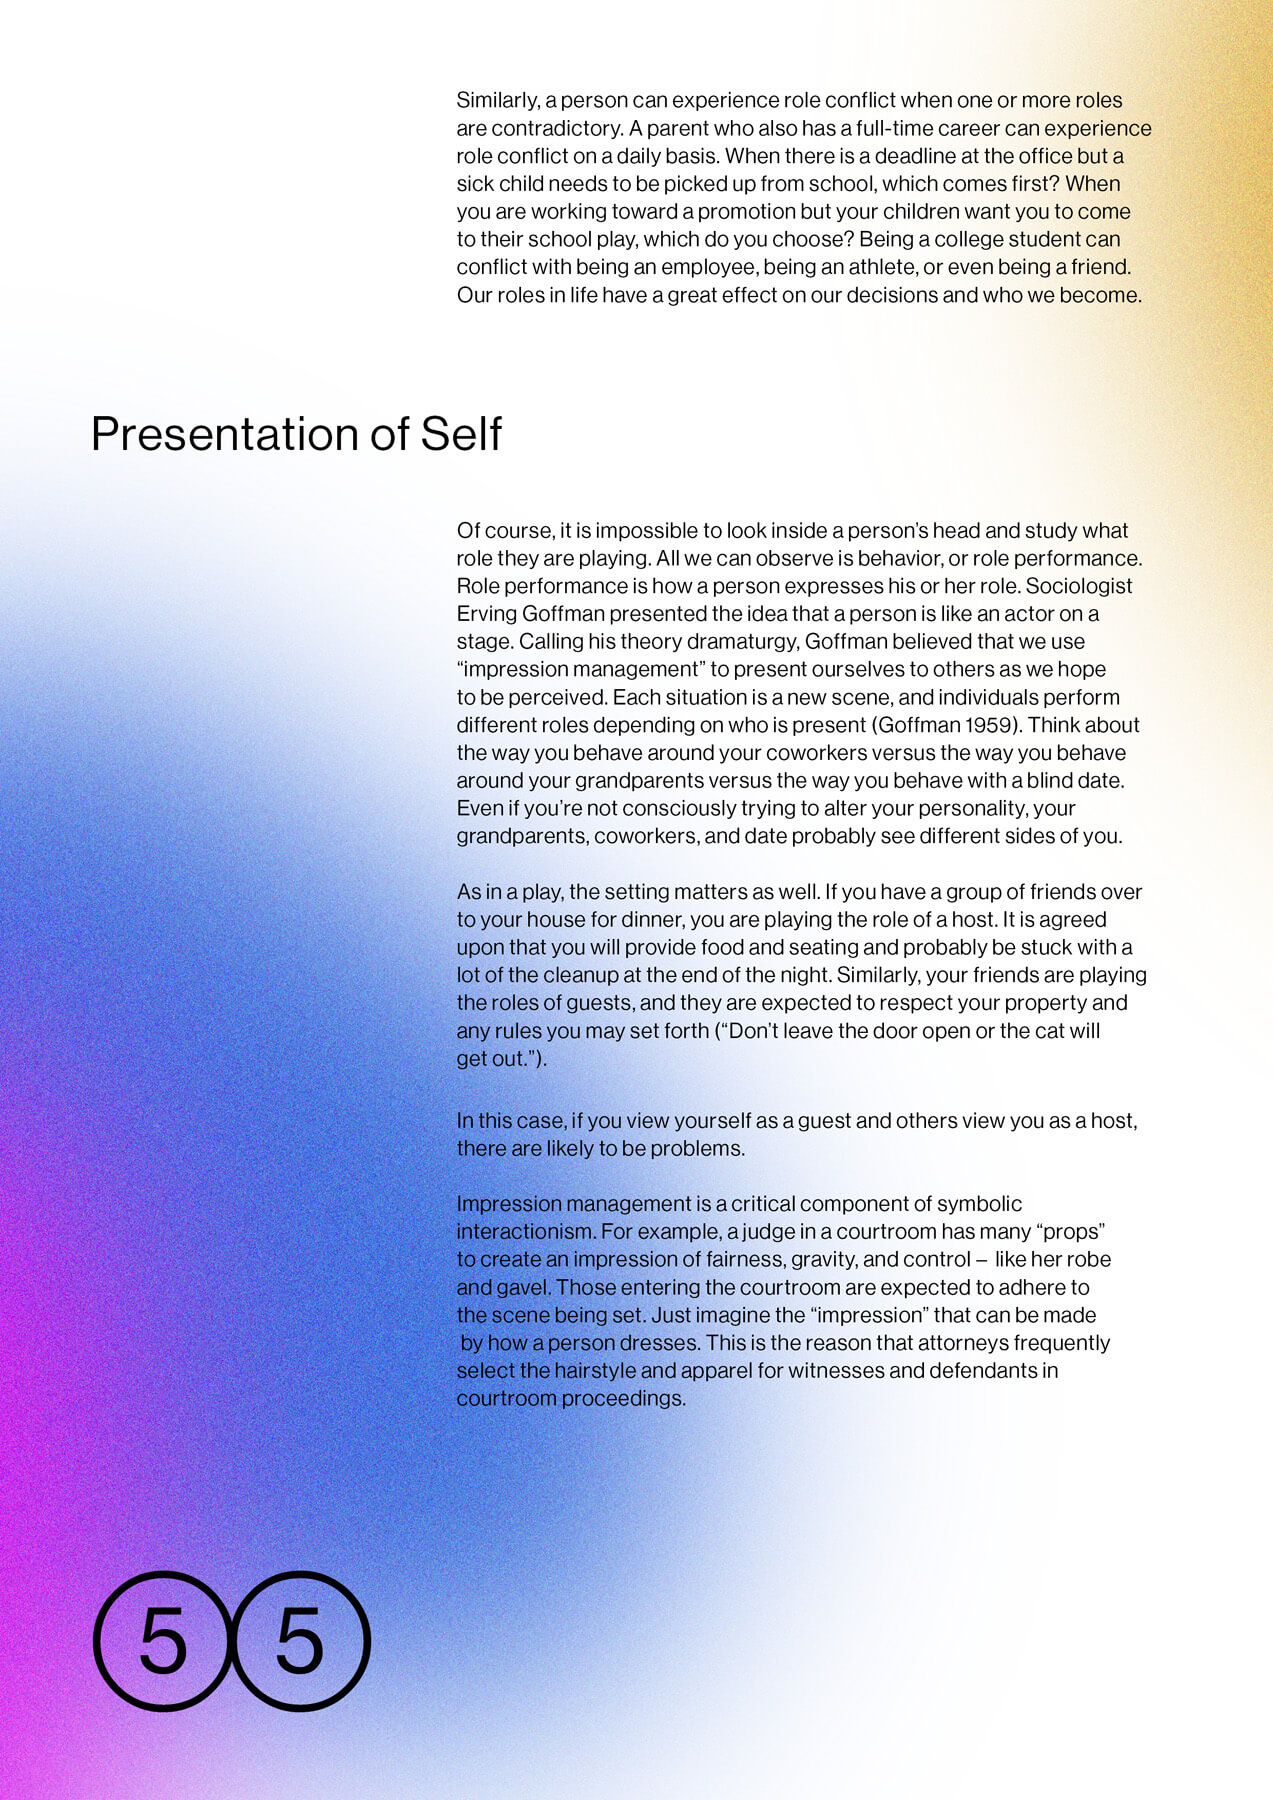 Similarly, a person can experience role conflict when one or more roles
are contradictory. A parent who also has a full-time career can experience
role conflict on a daily basis. When there is a deadline at the office but a
sick child needs to be picked up from school, which comes first? When
you are working toward a promotion but your children want you to come
to their school play, which do you choose? Being a college student can
conflict with being an employee, being an athlete, or even being a friend.
Our roles in life have a great effect on our decisions and who we become.
Presentation of Self
Of course, it is impossible to look inside a person’s head and study what
role they are playing. All we can observe is behavior, or role performance.
Role performance is how a person expresses his or her role. Sociologist
Erving Goffman presented the idea that a person is like an actor on a
stage. Calling his theory dramaturgy, Goffman believed that we use
“impression management” to present ourselves to others as we hope
to be perceived. Each situation is a new scene, and individuals perform
different roles depending on who is present (Goffman 1959). Think about
the way you behave around your coworkers versus the way you behave
around your grandparents versus the way you behave with a blind date.
Even if you’re not consciously trying to alter your personality, your
grandparents, coworkers, and date probably see different sides of you.
As in a play, the setting matters as well. If you have a group of friends over
to your house for dinner, you are playing the role of a host. It is agreed
upon that you will provide food and seating and probably be stuck with a
lot of the cleanup at the end of the night. Similarly, your friends are playing
the roles of guests, and they are expected to respect your property and
any rules you may set forth (“Don’t leave the door open or the cat will
get out.”).
In this case, if you view yourself as a guest and others view you as a host,
there are likely to be problems.
Impression management is a critical component of symbolic
interactionism. For example, a judge in a courtroom has many “props”
to create an impression of fairness, gravity, and control – like her robe
and gavel. Those entering the courtroom are expected to adhere to
the scene being set. Just imagine the “impression” that can be made
by how a person dresses. This is the reason that attorneys frequently
select the hairstyle and apparel for witnesses and defendants in
courtroom proceedings.
5 5